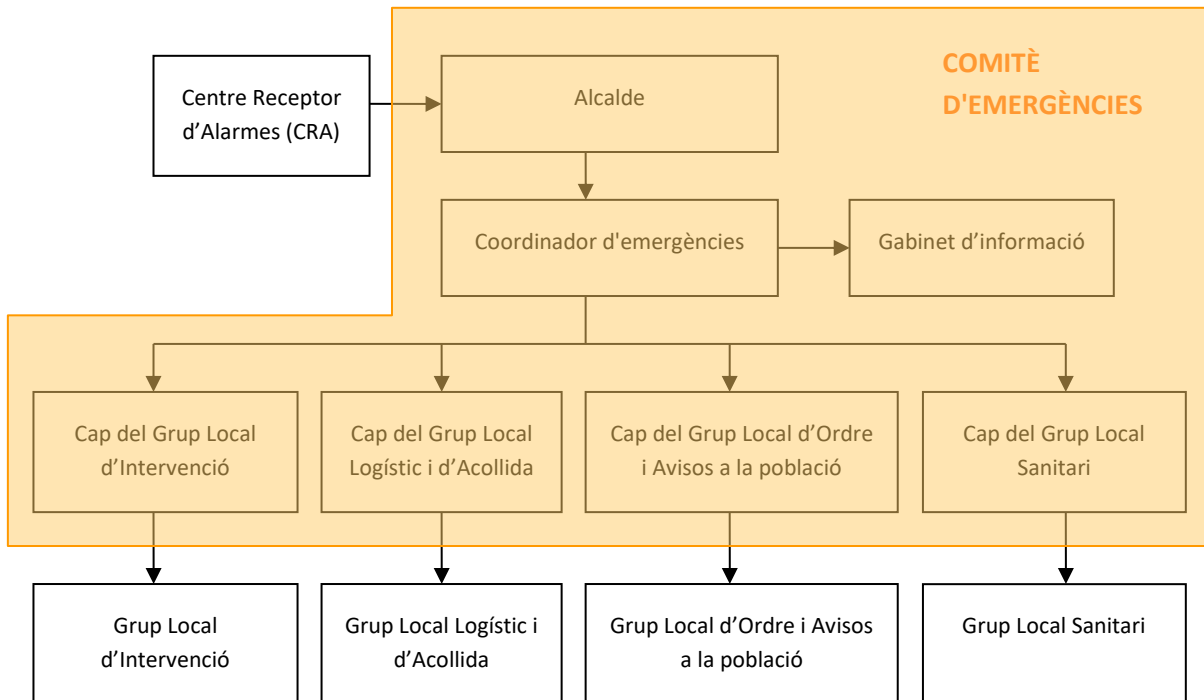 COMITÈ
D'EMERGÈNCIES
Centre Receptor
d’Alarmes (CRA)
Alcalde
Coordinador d'emergències
Gabinet d’informació
Cap del Grup Local
d’Intervenció
Cap del Grup Local
Logístic i d’Acollida
Cap del Grup Local d’Ordre
i Avisos a la població
Cap del Grup Local
Sanitari
Grup Local
d’Intervenció
Grup Local Logístic i
d’Acollida
Grup Local d’Ordre i Avisos
a la població
Grup Local Sanitari